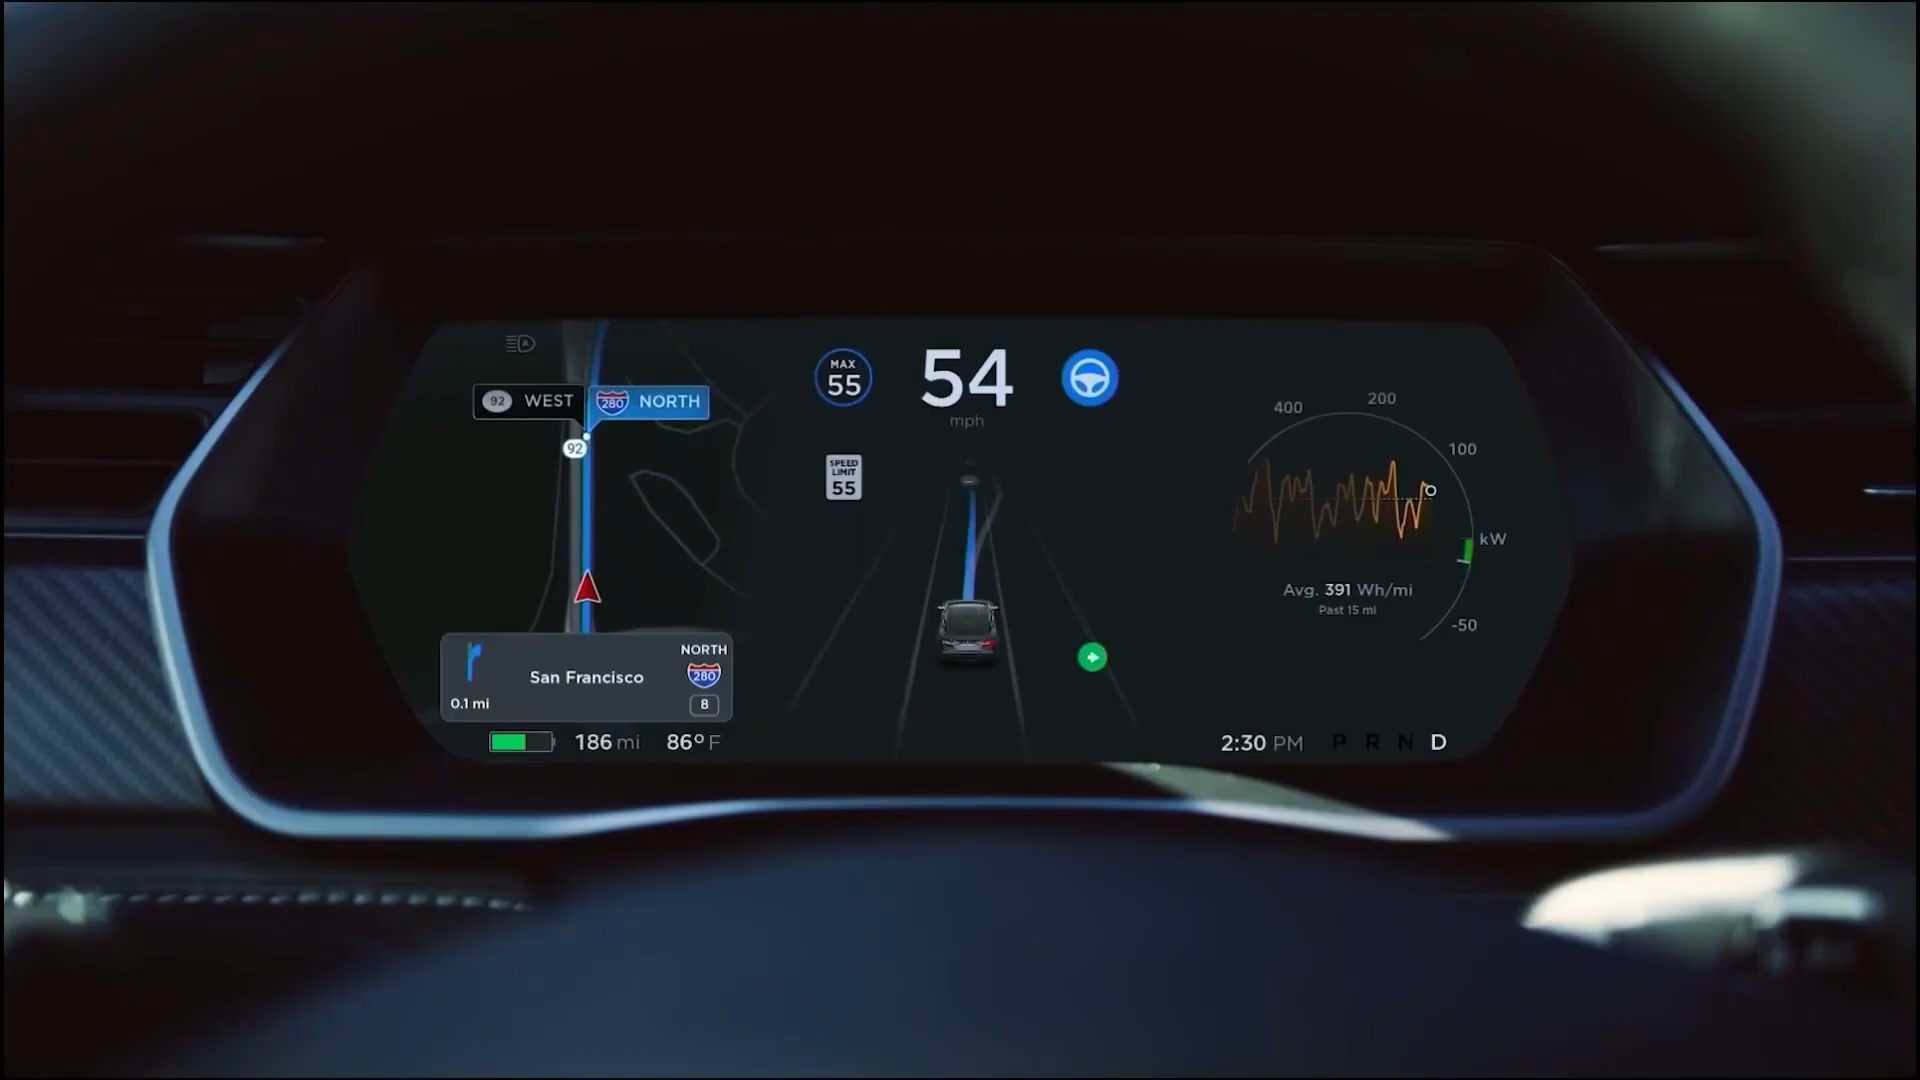 A
92 WEST
280 NORTH
92
San Francisco
0.1 mi
NORTH
280
8
186 mi
86° F
MAX
55
54
mph
SPEED
LIMIT
55
400
200
100
kW
-50
Avg. 391 Wh/mi
Past 15 mi
2:30 PM
P R N D